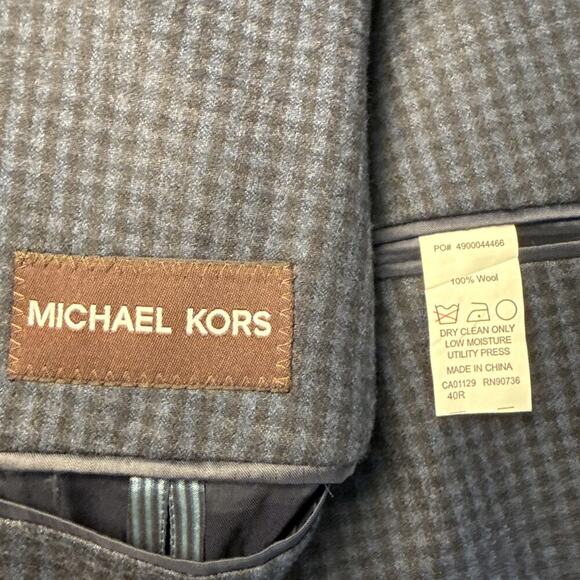 MICHAEL KORS
PO# 4900044466
100% Wool
DRY CLEAN ONLY
LOW MOISTURE
UTILITY PRESS
MADE IN CHINA
CA01129 RN90736
40R